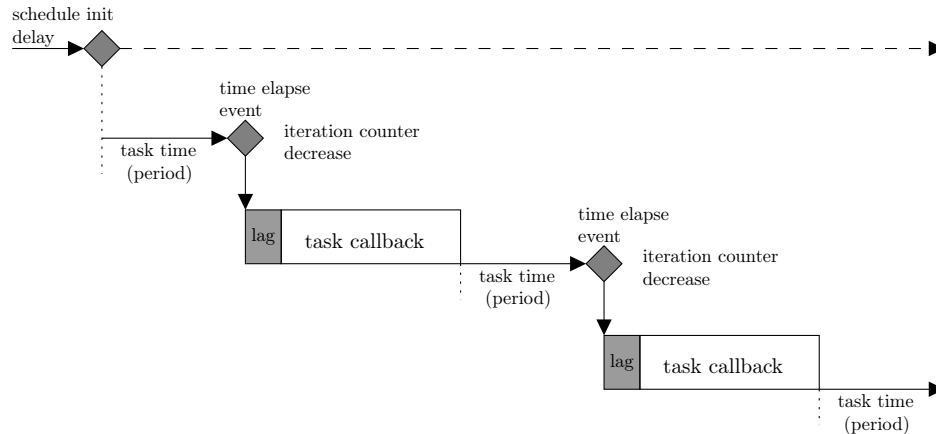 schedule init
delay
time elapse
event
iteration counter
decrease
task time
(period)
lag
task callback
time elapse
event
iteration counter
decrease
task time
(period)
lag
task callback
task time
(period)